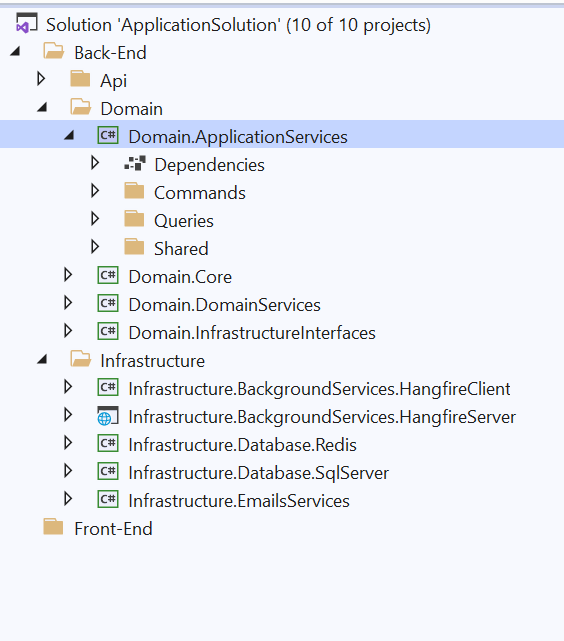 Solution 'ApplicationSolution' (10 of 10 projects)
Back-End
Api
Domain
C# Domain.ApplicationServices
Dependencies
Commands
Queries
Shared
C# Domain.Core
C# Domain.DomainServices
C# Domain.InfrastructureInterfaces
Infrastructure
C# Infrastructure.BackgroundServices.HangfireClient
Infrastructure.BackgroundServices.HangfireServer
C# Infrastructure.Database.Redis
C# Infrastructure.Database.SqlServer
C# Infrastructure.EmailsServices
Front-End